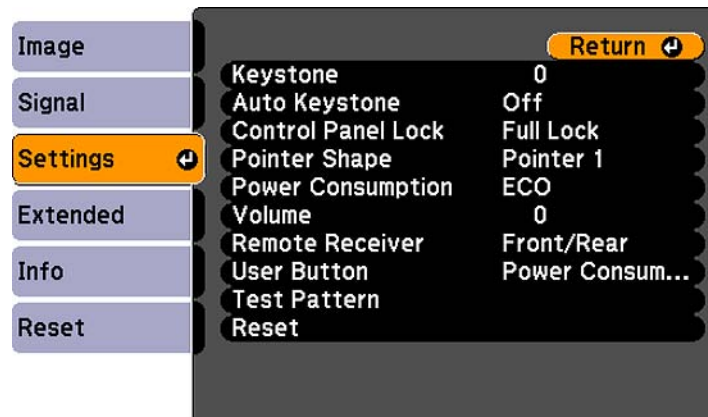 Image
Signal
Settings
Extended
Info
Reset
Return
Keystone 0
Auto Keystone Off
Control Panel Lock Full Lock
Pointer Shape Pointer 1
Power Consumption ECO
Volume 0
Remote Receiver Front/Rear
User Button Power Consum...
Test Pattern
Reset